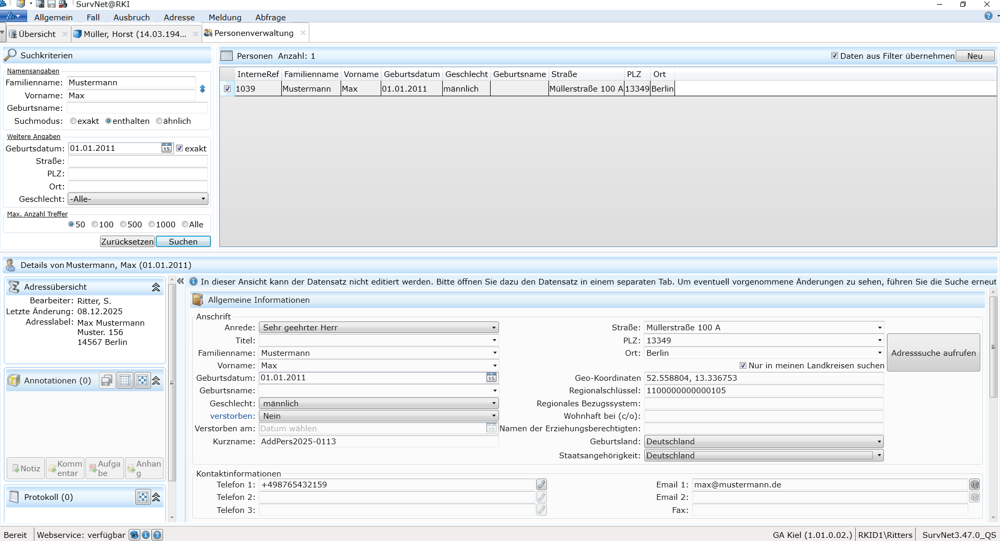 SurvNet@RKI
Allgemein Fall Ausbruch Adresse Meldung Abfrage
Übersicht Müller, Horst (14.03.194... Personenverwaltung
Suchkriterien
Namensangaben
Familienname: Mustermann
Vorname: Max
Geburtsname:
Suchmodus: exakt enthalten ähnlich
Weitere Angaben
Geburtsdatum: 01.01.2011 15 exakt
Straße:
PLZ:
Ort:
Geschlecht: -Alle-
Max. Anzahl Treffer
50 100 500 1000 Alle
Zurücksetzen Suchen
Personen Anzahl: 1 Daten aus Filter übernehmen Neu
InterneRef Familienname Vorname Geburtsdatum Geschlecht Geburtsname Straße PLZ Ort
1039 Mustermann Max 01.01.2011 männlich Müllerstraße 100 A 13349 Berlin
Details von Mustermann, Max (01.01.2011)
Adressübersicht
Bearbeiter: Ritter, S.
Letzte Änderung: 08.12.2025
Adresslabel: Max Mustermann
Muster. 156
14567 Berlin
Annotationen (0)
Notiz Komm entar Aufga be Anhan g
Protokoll (0)
In dieser Ansicht kann der Datensatz nicht editiert werden. Bitte öffnen Sie dazu den Datensatz in einem separaten Tab. Um eventuell vorgenommene Änderungen zu sehen, führen Sie die Suche erneut
Allgemeine Informationen
Anschrift
Anrede: Sehr geehrter Herr
Titel:
Familienname: Mustermann
Vorname: Max
Geburtsdatum: 01.01.2011 15
Geburtsname:
Geschlecht: männlich
verstorben: Nein
Verstorben am: Datum wählen 15
Kurzname: AddPers2025-0113
Straße: Müllerstraße 100 A
PLZ: 13349
Ort: Berlin
Adresssuche aufrufen
Nur in meinen Landkreisen suchen
Geo-Koordinaten 52.558804, 13.336753
Regionalschlüssel: 1100000000000105
Regionales Bezugssystem:
Wohnhaft bei (c/o):
Namen der Erziehungsberechtigten:
Geburtsland: Deutschland
Staatsangehörigkeit: Deutschland
Kontaktinformationen
Telefon 1: +498765432159
Telefon 2:
Telefon 3:
Email 1: max@mustermann.de @
Email 2: @
Fax:
Bereit Webservice: verfügbar GA Kiel (1.01.0.02.) RKID1\Ritters SurvNet3.47.0_QS